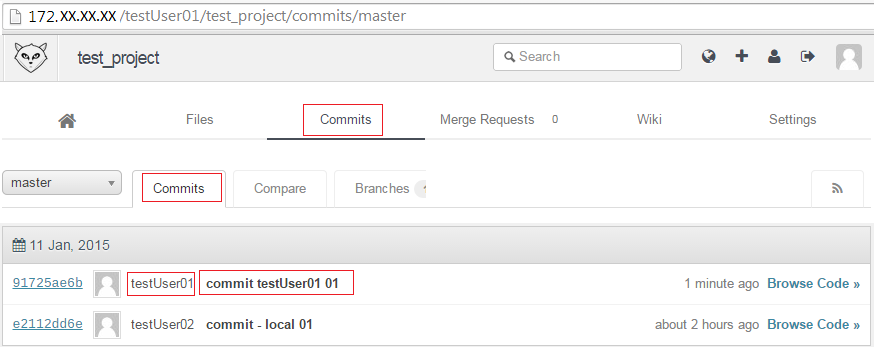 172.XX.XX.XX /testUser01/test_project/commits/master
test_project Search
Files Commits Merge Requests 0 Wiki Settings
master Commits Compare Branches
11 Jan, 2015
91725ae6b testUser01 commit testUser01 01 1 minute ago Browse Code »
e2112dd6e testUser02 commit - local 01 about 2 hours ago Browse Code »